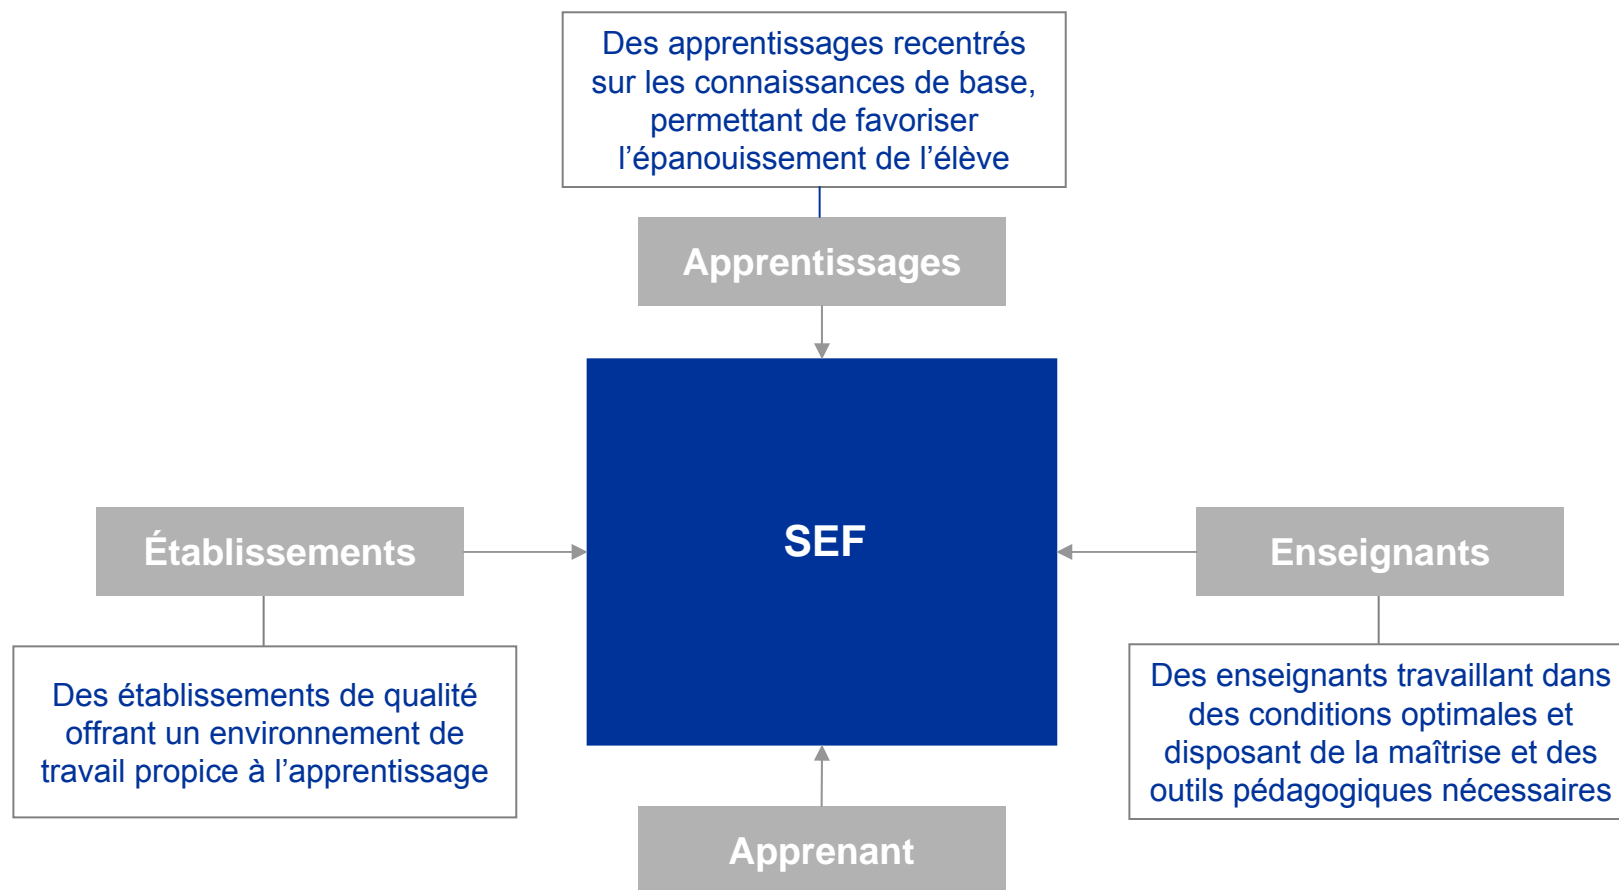 Des apprentissages recentrés
sur les connaissances de base,
permettant de favoriser
l’épanouissement de l’élève
Apprentissages
SEF
Établissements
Enseignants
Des établissements de qualité
offrant un environnement de
travail propice à l’apprentissage
Des enseignants travaillant dans
des conditions optimales et
disposant de la maîtrise et des
outils pédagogiques nécessaires
Apprenant